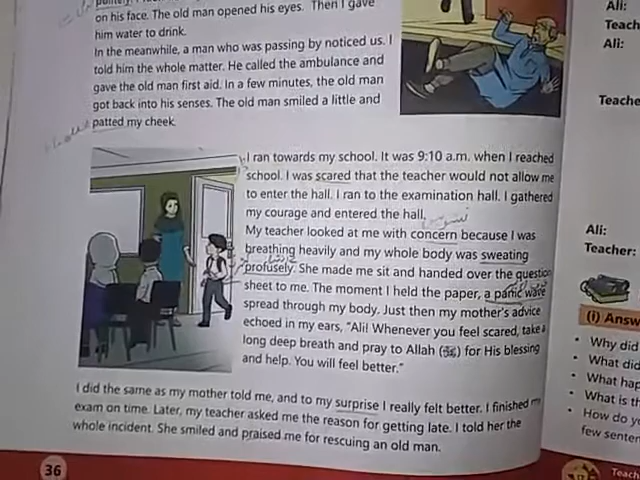 politely,
on his face. The old man opened his eyes. Then I gave
him water to drink.
In the meanwhile, a man who was passing by noticed us. I
told him the whole matter. He called the ambulance and
gave the old man first aid. In a few minutes, the old man
got back into his senses. The old man smiled a little and
patted my cheek.
I ran towards my school. It was 9:10 a.m. when I reached
school. I was scared that the teacher would not allow me
to enter the hall. I ran to the examination hall. I gathered
my courage and entered the hall.
My teacher looked at me with concern because I was
breathing heavily and my whole body was sweating
profusely. She made me sit and handed over the question
sheet to me. The moment I held the paper, a panic wave
spread through my body. Just then my mother's advice
echoed in my ears, "Ali! Whenever you feel scared, take a
long deep breath and pray to Allah (ﷻ) for His blessing
and help. You will feel better."
I did the same as my mother told me, and to my surprise I really felt better. I finished my
exam on time. Later, my teacher asked me the reason for getting late. I told her the
whole incident. She smiled and praised me for rescuing an old man.
36
Ali:
Teach
Ali:
Teache
Ali:
Teacher:
(i) Answ
• Why did
• What did
• What hap
• What is th
• How do yo
few senten
Teach